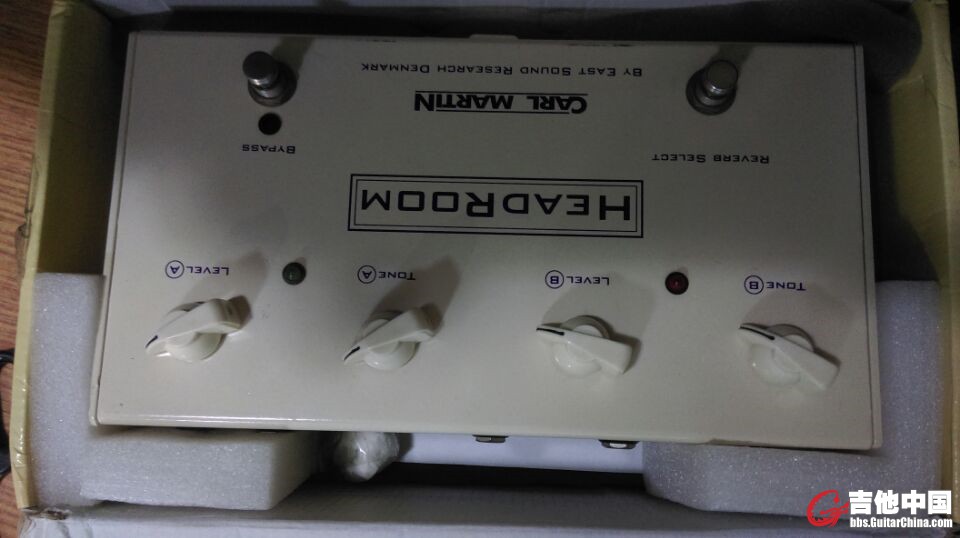 Tone B
Level B
Tone A
Level A
HeadRoom
Reverb Select
Bypass
CARL MARTIN
By East Sound Research Denmark
吉他中国
bbs.GuitarChina.com